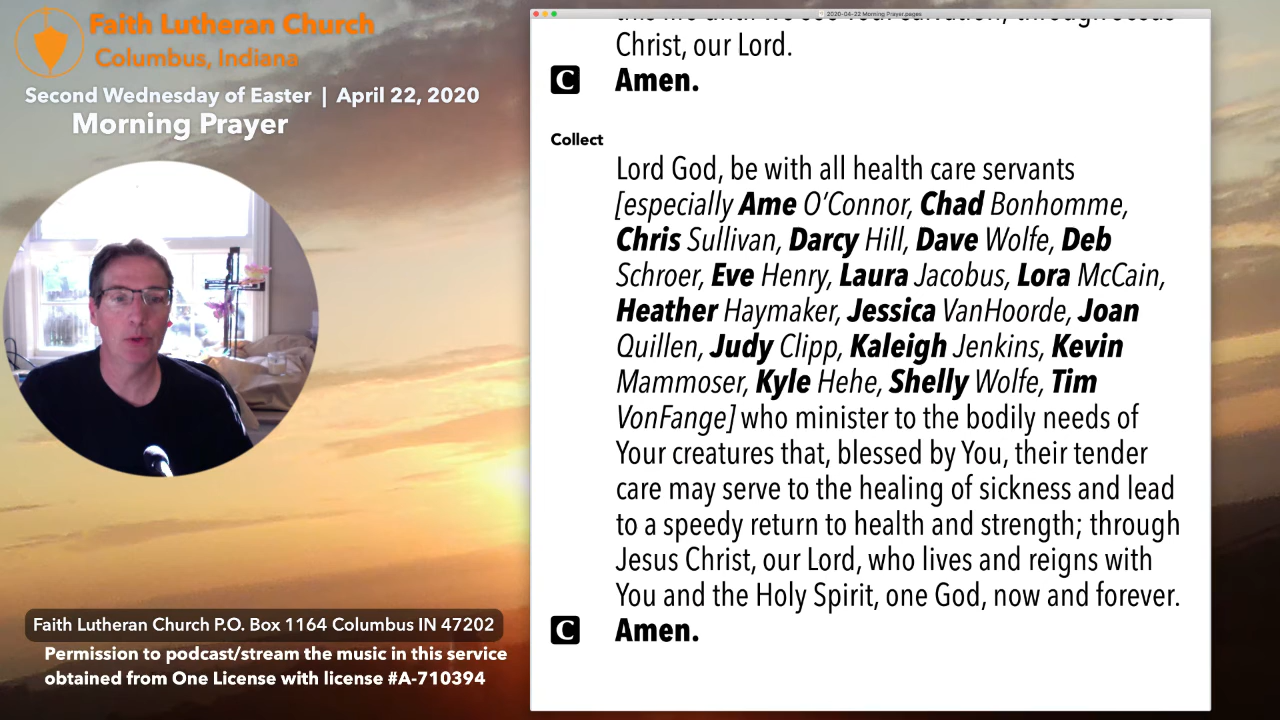 Faith Lutheran Church
Columbus, Indiana
Second Wednesday of Easter | April 22, 2020
Morning Prayer
Faith Lutheran Church P.O. Box 1164 Columbus IN 47202
Permission to podcast/stream the music in this service
obtained from One License with license #A-710394
2020-04-22 Morning Prayer.pages
Christ, our Lord.
C Amen.
Collect
Lord God, be with all health care servants
[especially Ame O’Connor, Chad Bonhomme,
Chris Sullivan, Darcy Hill, Dave Wolfe, Deb
Schroer, Eve Henry, Laura Jacobus, Lora McCain,
Heather Haymaker, Jessica VanHoorde, Joan
Quillen, Judy Clipp, Kaleigh Jenkins, Kevin
Mammoser, Kyle Hehe, Shelly Wolfe, Tim
VonFange] who minister to the bodily needs of
Your creatures that, blessed by You, their tender
care may serve to the healing of sickness and lead
to a speedy return to health and strength; through
Jesus Christ, our Lord, who lives and reigns with
You and the Holy Spirit, one God, now and forever.
C Amen.